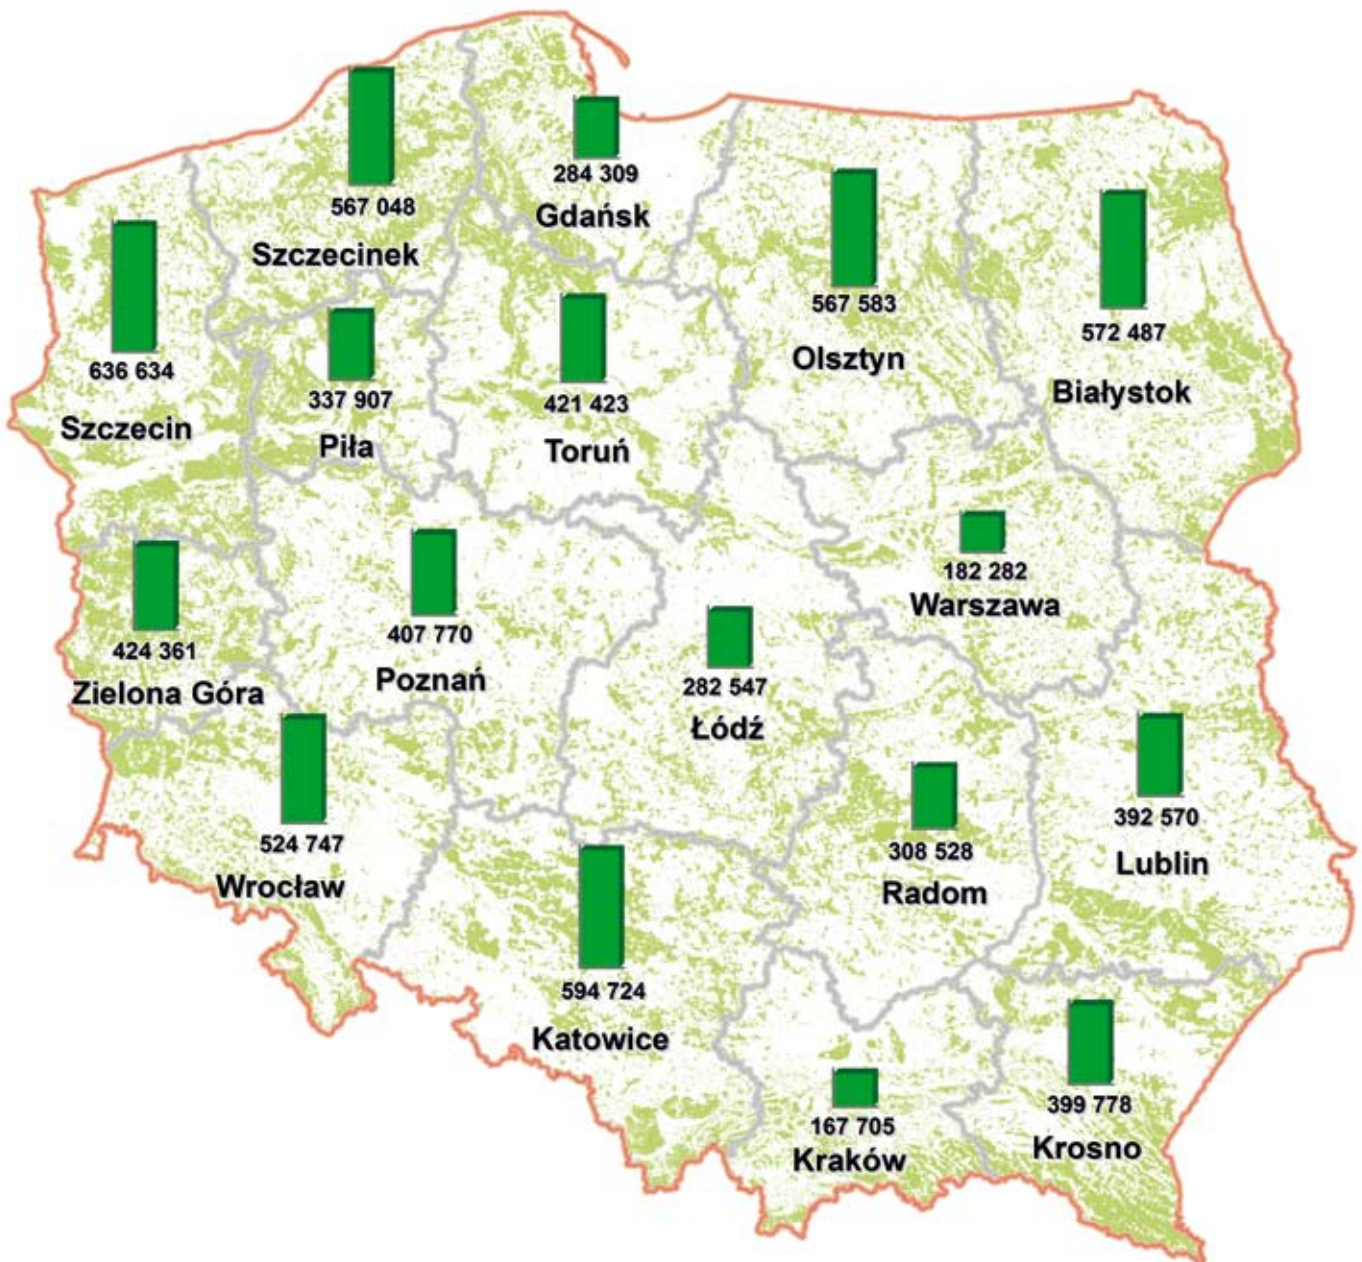 284 309
Gdańsk
567 048
Szczecinek
567 583
Olsztyn
572 487
Białystok
636 634
Szczecin
337 907
Piła
421 423
Toruń
182 282
Warszawa
424 361
Zielona Góra
407 770
Poznań
282 547
Łódź
392 570
Lublin
524 747
Wrocław
308 528
Radom
594 724
Katowice
399 778
Krosno
167 705
Kraków